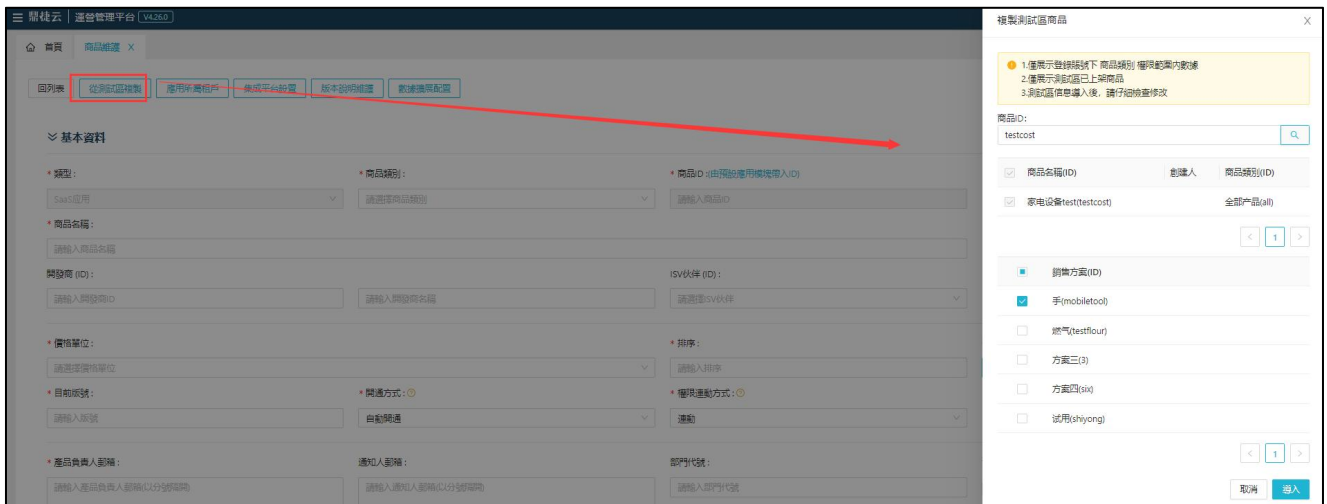 鼎捷云 | 運營管理平台 V4.26.0
首頁 商品維護 X
回列表 從測試區複製 應用所屬租戶 集成平台設置 版本說明維護 數據擴展配置
基本資料
* 類型: * 商品類別: * 商品ID:(由預設應用模塊帶入ID)
SaaS應用 請選擇商品類別 請輸入商品ID
* 商品名稱:
請輸入商品名稱
開發商 (ID): ISV伙伴 (ID):
請輸入開發商ID 請輸入開發商名稱 請選擇ISV伙伴
* 價格單位: * 排序:
請選擇價格單位 請輸入排序
* 目前版號: * 開通方式: * 權限連動方式:
請輸入版號 自動開通 連動
* 產品負責人郵箱: 通知人郵箱: 部門代號:
請輸入產品負責人郵箱(以分號隔開) 請輸入通知人郵箱(以分號隔開) 請輸入部門代號
複製測試區商品 X
1.僅展示登錄賬號下 商品類別 權限範圍內數據
2.僅展示測試區已上架商品
3.測試區信息導入後, 請仔細檢查修改
商品ID:
testcost
商品名稱(ID) 創建人 商品類別(ID)
家电设备test(testcost) 全部产品(all)
< 1 >
銷售方案(ID)
手(mobiletool)
燃气(testflour)
方案三(3)
方案四(six)
试用(shiyong)
< 1 >
取消 導入